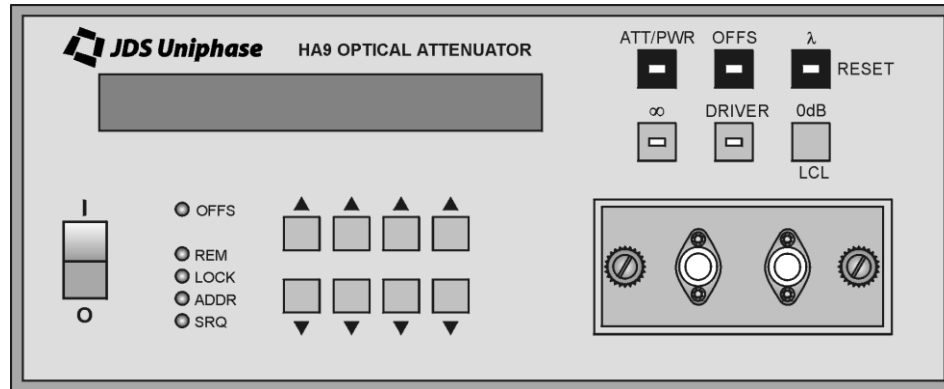 JDS Uniphase HA9 OPTICAL ATTENUATOR
ATT/PWR OFFS λ
RESET
∞ DRIVER 0dB
LCL
I
O
OFFS
REM
LOCK
ADDR
SRQ